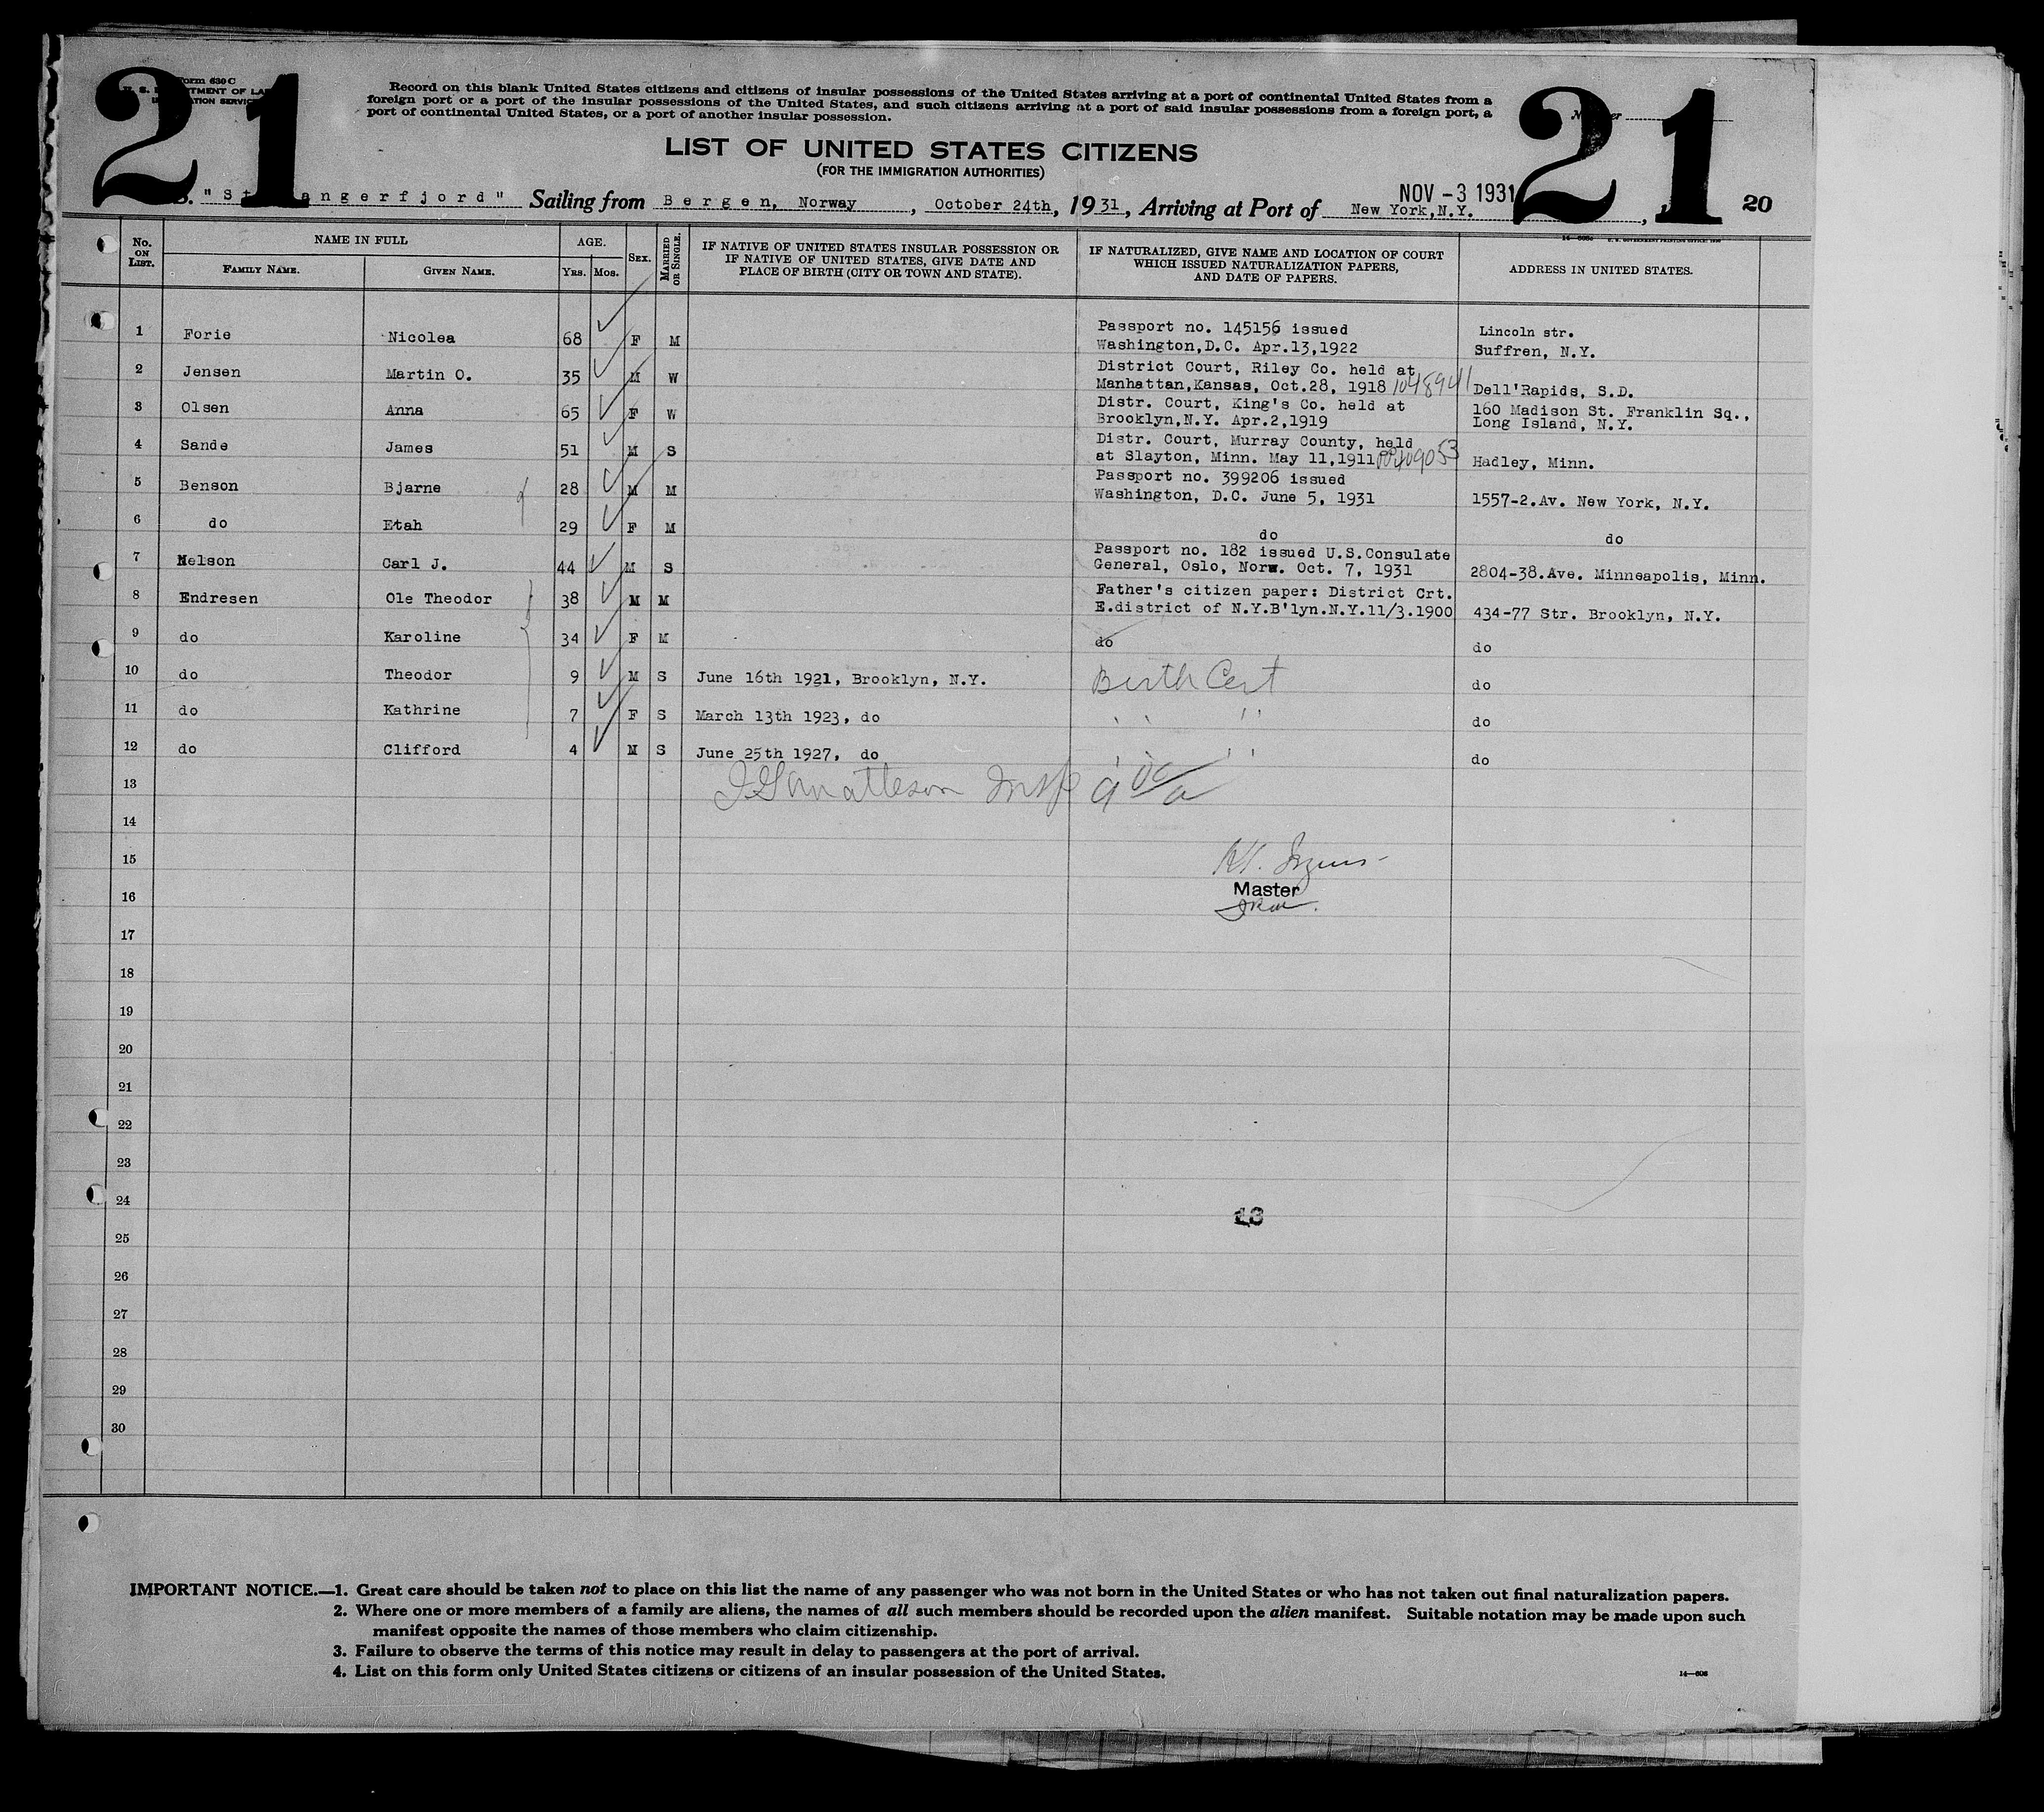 21
21
Form 630 C
Record on this blank United States citizens and citizens of insular possessions of the United States arriving at a port of continental United States from a
foreign port or a port of the insular possessions of the United States, and such citizens arriving at a port of said insular possessions from a foreign port, a
port of continental United States, or a port of another insular possession.
LIST OF UNITED STATES CITIZENS
(FOR THE IMMIGRATION AUTHORITIES)
NOV - 3 1931
Sailing from Bergen, Norway, October 24th, 1931, Arriving at Port of New York, N.Y. 20
No. ON LIST. NAME IN FULL FAMILY NAME. GIVEN NAME. AGE. YRS. MOS. SEX. MARRIED OR SINGLE. IF NATIVE OF UNITED STATES INSULAR POSSESSION OR
IF NATIVE OF UNITED STATES, GIVE DATE AND
PLACE OF BIRTH (CITY OR TOWN AND STATE).
IF NATURALIZED, GIVE NAME AND LOCATION OF COURT
WHICH ISSUED NATURALIZATION PAPERS,
AND DATE OF PAPERS.
ADDRESS IN UNITED STATES.
1 Forie Nicolea 68 F M Passport no. 145156 issued Lincoln str.
Washington,D.C. Apr.13,1922 Suffren, N.Y.
2 Jensen Martin O. 35 M W District Court, Riley Co. held at
Manhattan,Kansas, Oct.28, 1918 1048941 Dell'Rapids, S.D.
3 Olsen Anna 65 F W Distr. Court, King's Co. held at 160 Madison St. Franklin Sq.,
Brooklyn,N.Y. Apr.2,1919 Long Island, N.Y.
4 Sande James 51 M S Distr. Court, Murray County, held
at Slayton, Minn. May 11,1911 Hadley, Minn.
5 Benson Bjarne 28 M M Passport no. 399206 issued
Washington, D.C. June 5, 1931 1557-2.Av. New York, N.Y.
6 do Etah 29 F M do do
7 Nelson Carl J. 44 M S Passport no. 182 issued U.S.Consulate
General, Oslo, Norw. Oct. 7, 1931 2804-38.Ave. Minneapolis, Minn.
8 Endresen Ole Theodor 38 M M Father's citizen paper: District Crt.
E.district of N.Y.B'lyn.N.Y.11/3.1900 434-77 Str. Brooklyn, N.Y.
9 do Karoline 34 F M do do
10 do Theodor 9 M S June 16th 1921, Brooklyn, N.Y. Birth Cert do
11 do Kathrine 7 F S March 13th 1923, do " " do
12 do Clifford 4 M S June 25th 1927, do " " do
13
14
15
Master
16
17
18
19
20
21
22
23
24
25
26
27
28
29
30
IMPORTANT NOTICE.—1. Great care should be taken not to place on this list the name of any passenger who was not born in the United States or who has not taken out final naturalization papers.
2. Where one or more members of a family are aliens, the names of all such members should be recorded upon the alien manifest. Suitable notation may be made upon such
manifest opposite the names of those members who claim citizenship.
3. Failure to observe the terms of this notice may result in delay to passengers at the port of arrival.
4. List on this form only United States citizens or citizens of an insular possession of the United States.